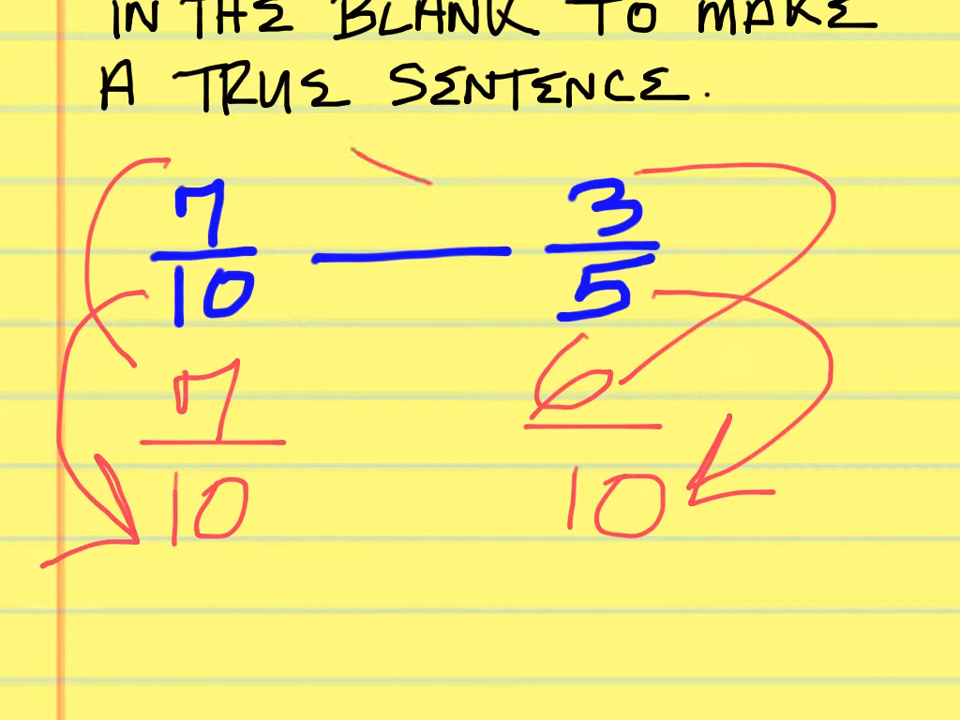 IN THE BLANK TO MAKE
A TRUE SENTENCE.
7/10 ___ 3/5
7/10 6/10